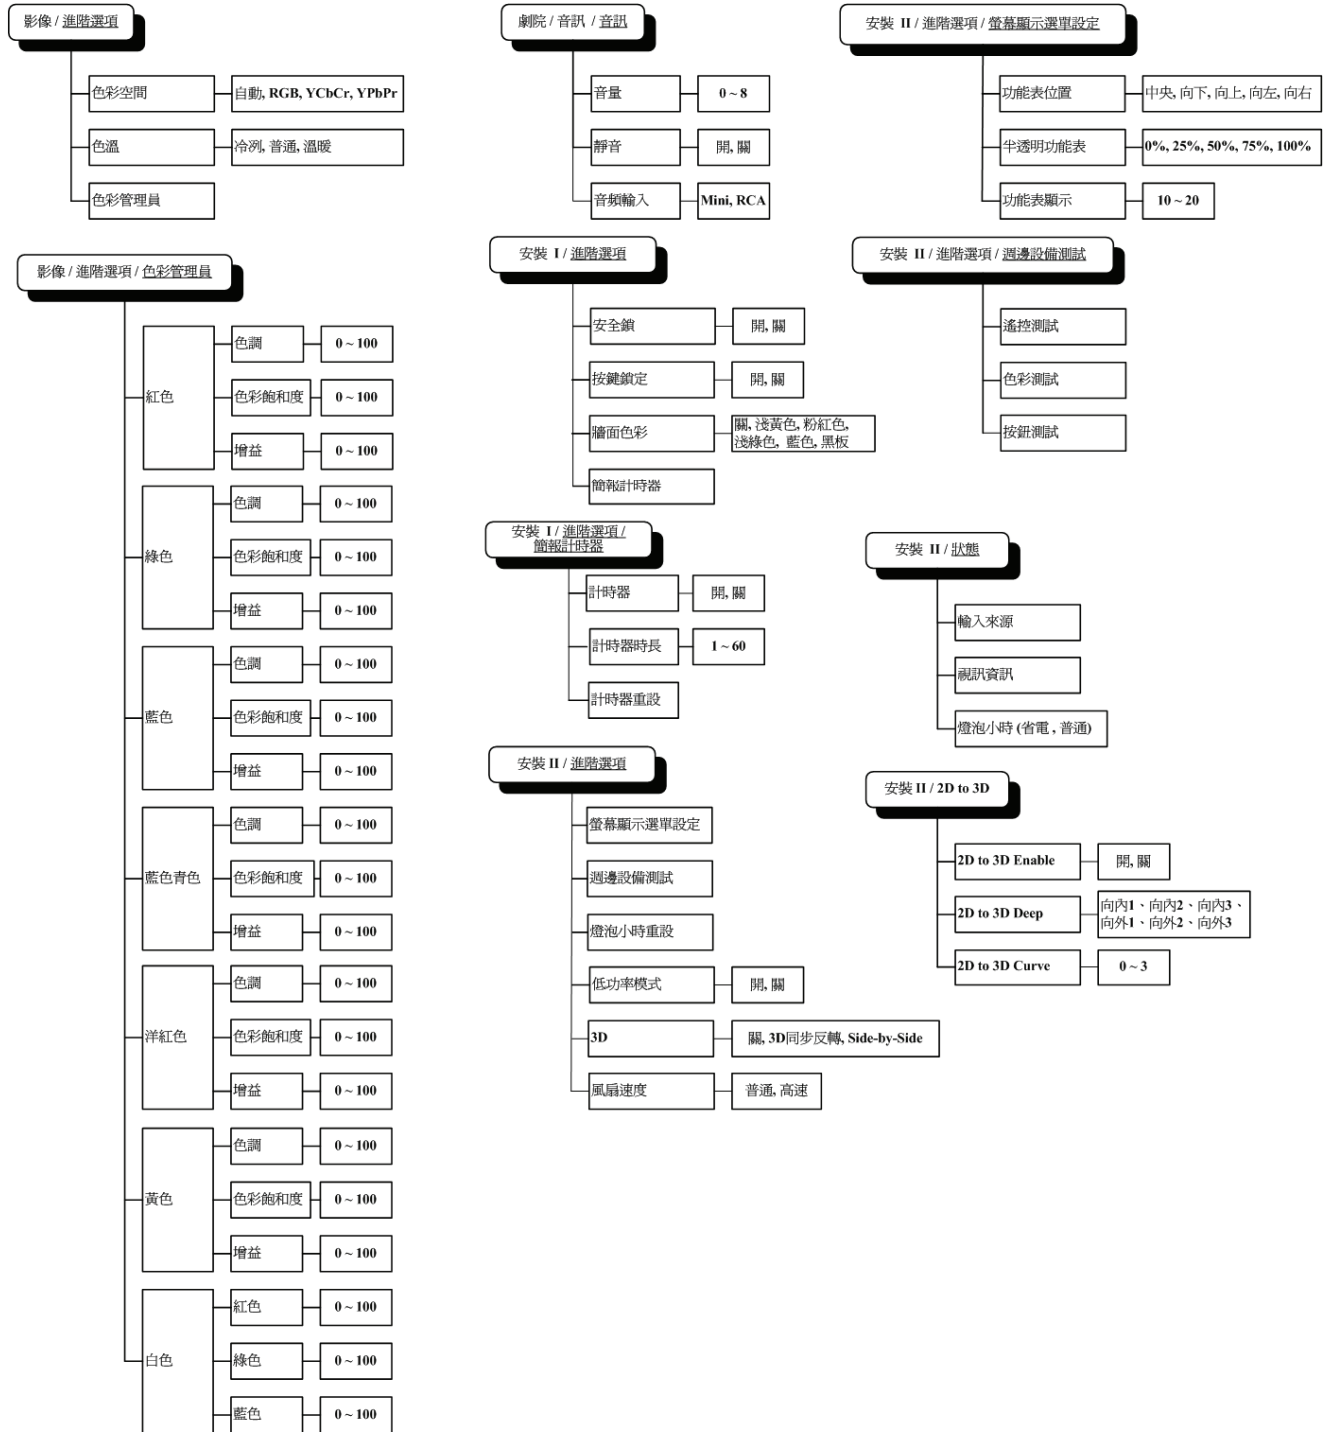 影像 / 進階選項
色彩空間
自動, RGB, YCbCr, YPbPr
色溫
冷冽, 普通, 溫暖
色彩管理員
影像 / 進階選項 / 色彩管理員
紅色
色調
0 ~ 100
色彩飽和度
0 ~ 100
增益
0 ~ 100
綠色
色調
0 ~ 100
色彩飽和度
0 ~ 100
增益
0 ~ 100
藍色
色調
0 ~ 100
色彩飽和度
0 ~ 100
增益
0 ~ 100
藍色青色
色調
0 ~ 100
色彩飽和度
0 ~ 100
增益
0 ~ 100
洋紅色
色調
0 ~ 100
色彩飽和度
0 ~ 100
增益
0 ~ 100
黃色
色調
0 ~ 100
色彩飽和度
0 ~ 100
增益
0 ~ 100
白色
紅色
0 ~ 100
綠色
0 ~ 100
藍色
0 ~ 100
劇院 / 音訊 / 音訊
音量
0 ~ 8
靜音
開, 關
音頻輸入
Mini, RCA
安裝 I / 進階選項
安全鎖
開, 關
按鍵鎖定
開, 關
牆面色彩
關, 淺黃色, 粉紅色,
淺綠色, 藍色, 黑板
簡報計時器
安裝 I / 進階選項 /
簡報計時器
計時器
開, 關
計時器時長
1 ~ 60
計時器重設
安裝 II / 進階選項
螢幕顯示選單設定
週邊設備測試
燈泡小時重設
低功率模式
開, 關
3D
關, 3D同步反轉, Side-by-Side
風扇速度
普通, 高速
安裝 II / 進階選項 / 螢幕顯示選單設定
功能表位置
中央, 向下, 向上, 向左, 向右
半透明功能表
0%, 25%, 50%, 75%, 100%
功能表顯示
10 ~ 20
安裝 II / 進階選項 / 週邊設備測試
遙控測試
色彩測試
按鈕測試
安裝 II / 狀態
輸入來源
視訊資訊
燈泡小時 (省電 , 普通)
安裝 II / 2D to 3D
2D to 3D Enable
開, 關
2D to 3D Deep
向內1、向內2、向內3、
向外1、向外2、向外3
2D to 3D Curve
0 ~ 3